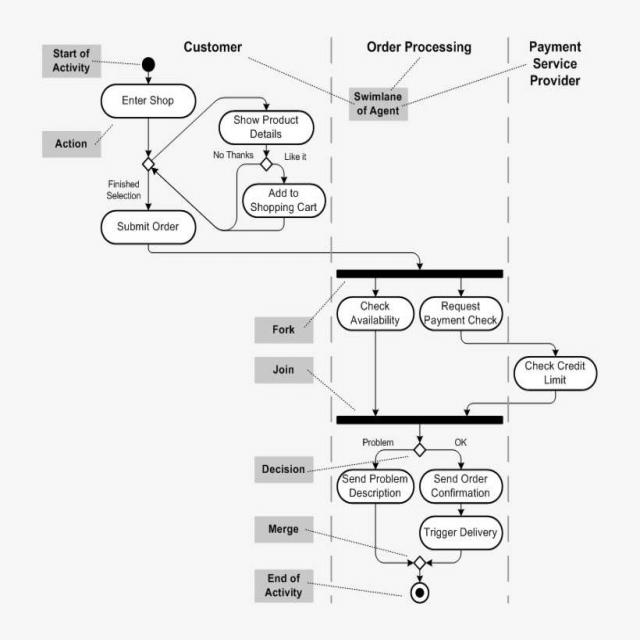 Start of
Activity
Customer
Order Processing
Payment
Service
Provider
Enter Shop
Swimlane
of Agent
Show Product
Details
Action
No Thanks
Like it
Finished
Selection
Add to
Shopping Cart
Submit Order
Check
Availability
Request
Payment Check
Fork
Join
Check Credit
Limit
Problem
OK
Decision
Send Problem
Description
Send Order
Confirmation
Merge
Trigger Delivery
End of
Activity